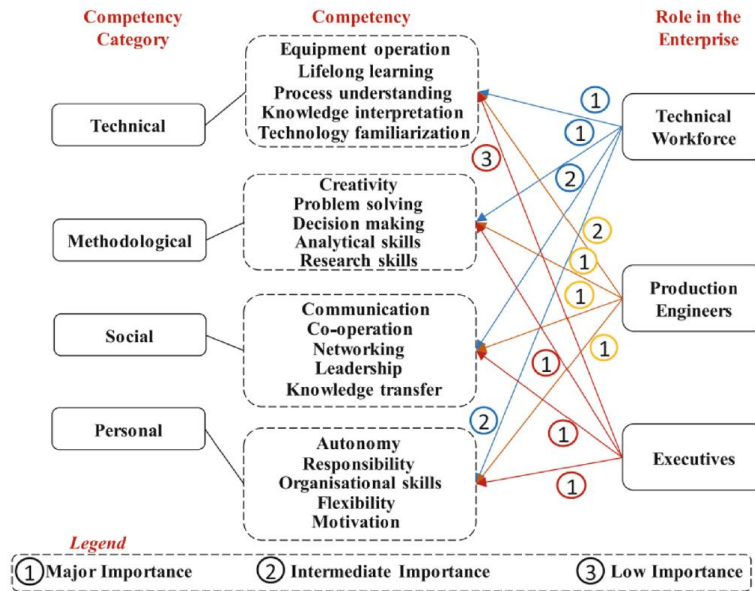 Competency
Category
Competency
Role in the
Enterprise
Technical
Equipment operation
Lifelong learning
Process understanding
Knowledge interpretation
Technology familiarization
Methodological
Creativity
Problem solving
Decision making
Analytical skills
Research skills
Social
Communication
Co-operation
Networking
Leadership
Knowledge transfer
Personal
Autonomy
Responsibility
Organisational skills
Flexibility
Motivation
1
1
2
3
2
1
1
1
1
2
1
1
Technical
Workforce
Production
Engineers
Executives
Legend
1 Major Importance
2 Intermediate Importance
3 Low Importance